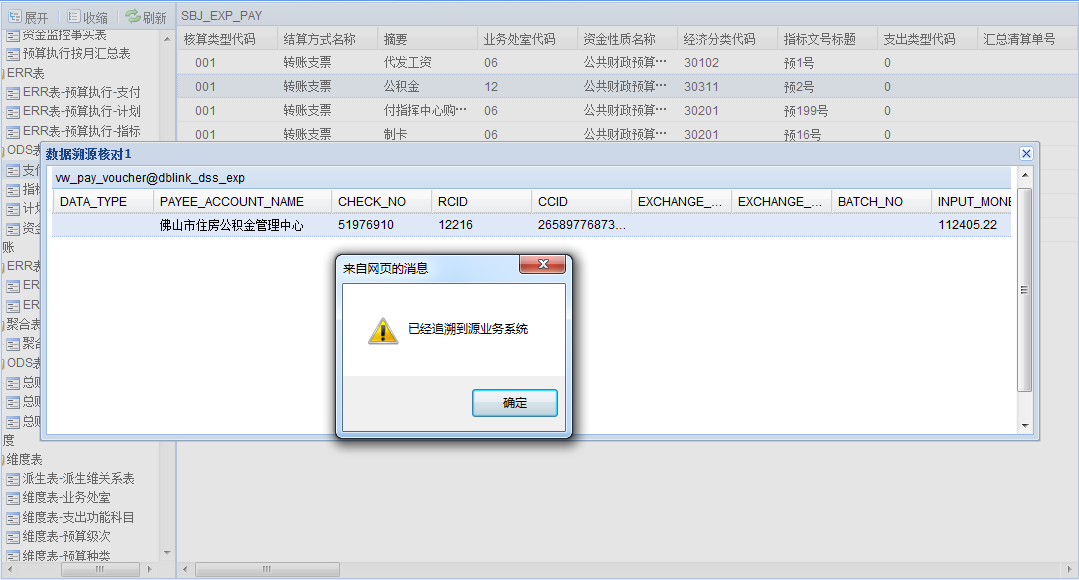 展开 收缩 刷新
资金监控事实表
预算执行按月汇总表
ERR表
ERR表-预算执行-支付
ERR表-预算执行-计划
ERR表-预算执行-指标
ODS表
支付
指标
计划
资金
账
ERR表
ER
ER
聚合表
聚合
ODS表
总账
总账
总账
度
维度表
派生表-派生维关系表
维度表-业务处室
维度表-支出功能科目
维度表-预算级次
维度表-预算种类
SBJ_EXP_PAY
核算类型代码 结算方式名称 摘要 业务处室代码 资金性质名称 经济分类代码 指标文号标题 支出类型代码 汇总清算单号
001 转账支票 代发工资 06 公共财政预算… 30102 预1号 0
001 转账支票 公积金 12 公共财政预算… 30311 预2号 0
001 转账支票 付指挥中心购… 06 公共财政预算… 30201 预199号 0
001 转账支票 制卡 06 公共财政预算… 30201 预16号 0
数据溯源核对1
vw_pay_voucher@dblink_dss_exp
DATA_TYPE PAYEE_ACCOUNT_NAME CHECK_NO RCID CCID EXCHANGE_... EXCHANGE_... BATCH_NO INPUT_MONE
佛山市住房公积金管理中心 51976910 12216 26589776873... 112405.22
来自网页的消息
已经追溯到源业务系统
确定